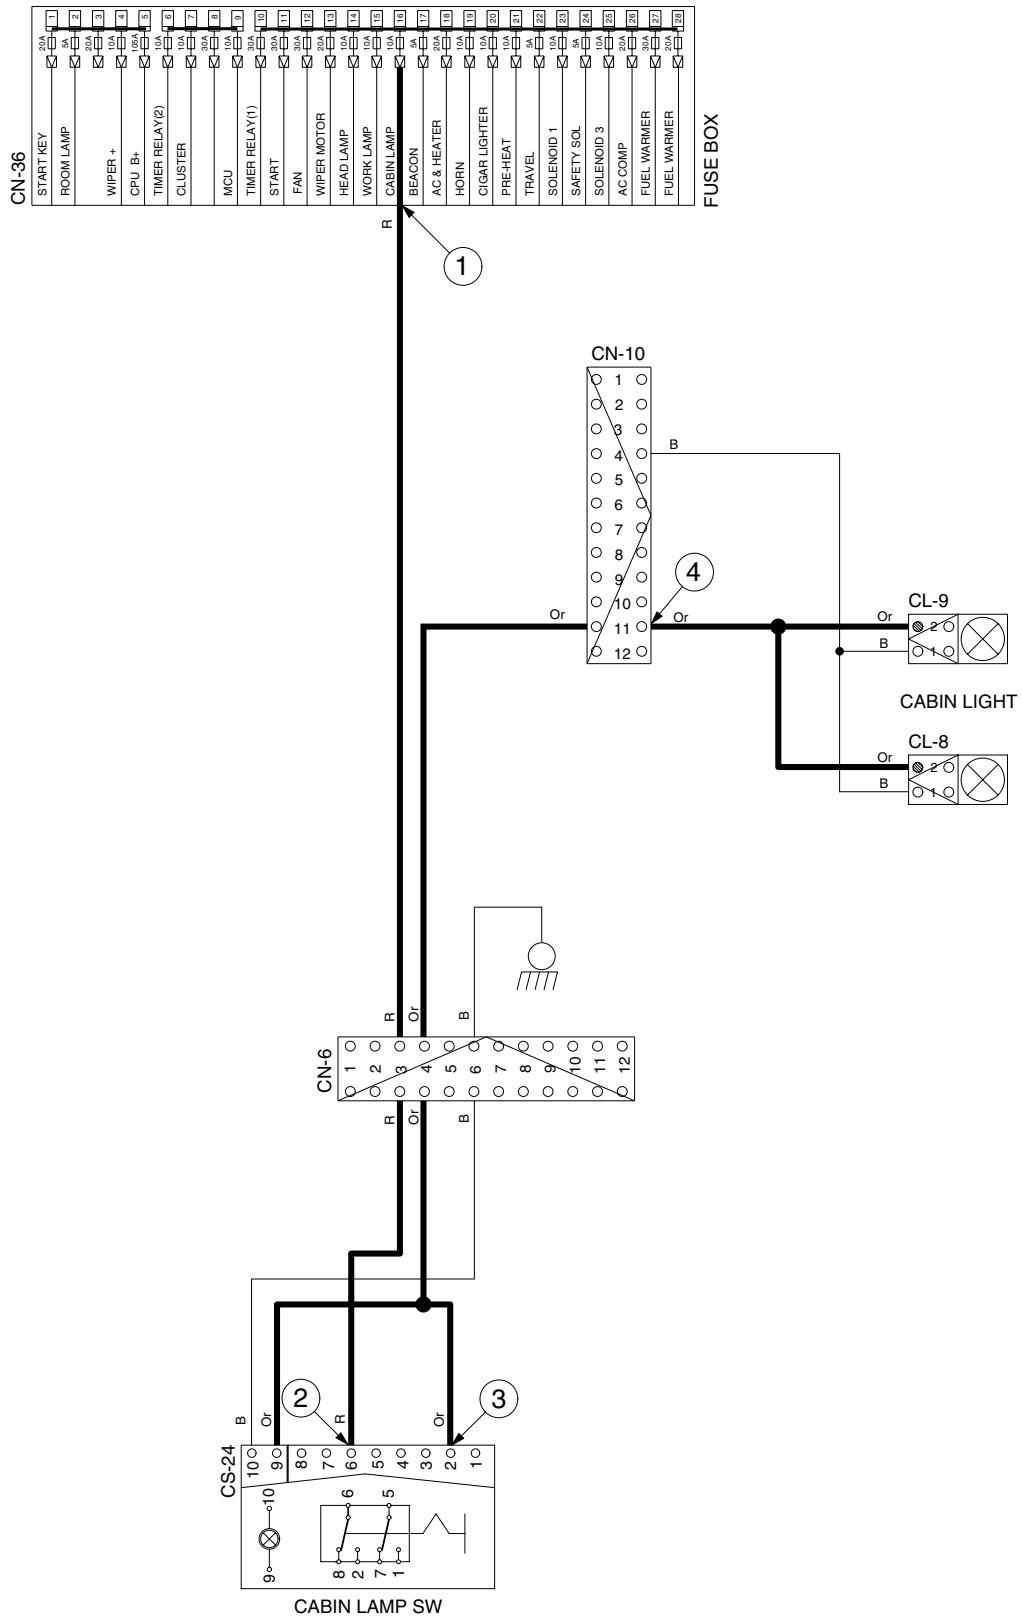 CN-36
1 2 3 4 5 6 7 8 9 10 11 12 13 14 15 16 17 18 19 20 21 22 23 24 25 26 27 28
20A 5A 20A 10A 105A 10A 10A 30A 10A 30A 30A 30A 20A 10A 10A 10A 5A 20A 10A 10A 10A 5A 10A 5A 10A 20A 30A 20A
START KEY
ROOM LAMP
WIPER +
CPU B+
TIMER RELAY(2)
CLUSTER
MCU
TIMER RELAY(1)
START
FAN
WIPER MOTOR
HEAD LAMP
WORK LAMP
CABIN LAMP
BEACON
AC & HEATER
HORN
CIGAR LIGHTER
PRE-HEAT
TRAVEL
SOLENOID 1
SAFETY SOL
SOLENOID 3
AC COMP
FUEL WARMER
FUEL WARMER
FUSE BOX
R
1
CN-10
1
2
3
4 B
5
6
7
8
9
10
Or 11 Or
12
4
CL-9
Or 2
B 1
CABIN LIGHT
CL-8
Or 2
B 1
R Or B
CN-6
1 2 3 4 5 6 7 8 9 10 11 12
R Or B
2
3
B Or R Or
CS-24
10 9 8 7 6 5 4 3 2 1
10 6 5
9 8 2 7 1
CABIN LAMP SW